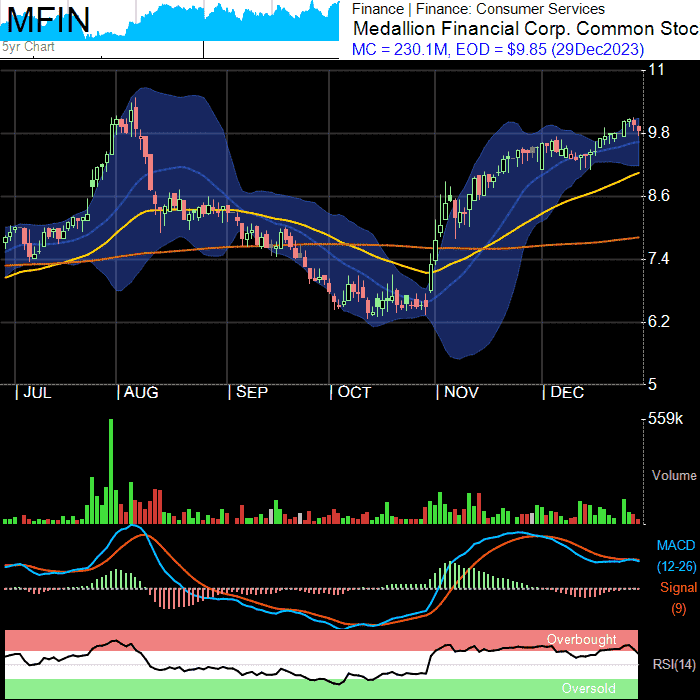 MFIN
5yr Chart
Finance | Finance: Consumer Services
Medallion Financial Corp. Common Stoc
MC = 230.1M, EOD = $9.85 (29Dec2023)
11
9.8
8.6
7.4
6.2
5
| JUL | AUG | SEP | OCT | NOV | DEC
559k
Volume
MACD
(12-26)
Signal
(9)
Overbought
RSI(14)
Oversold